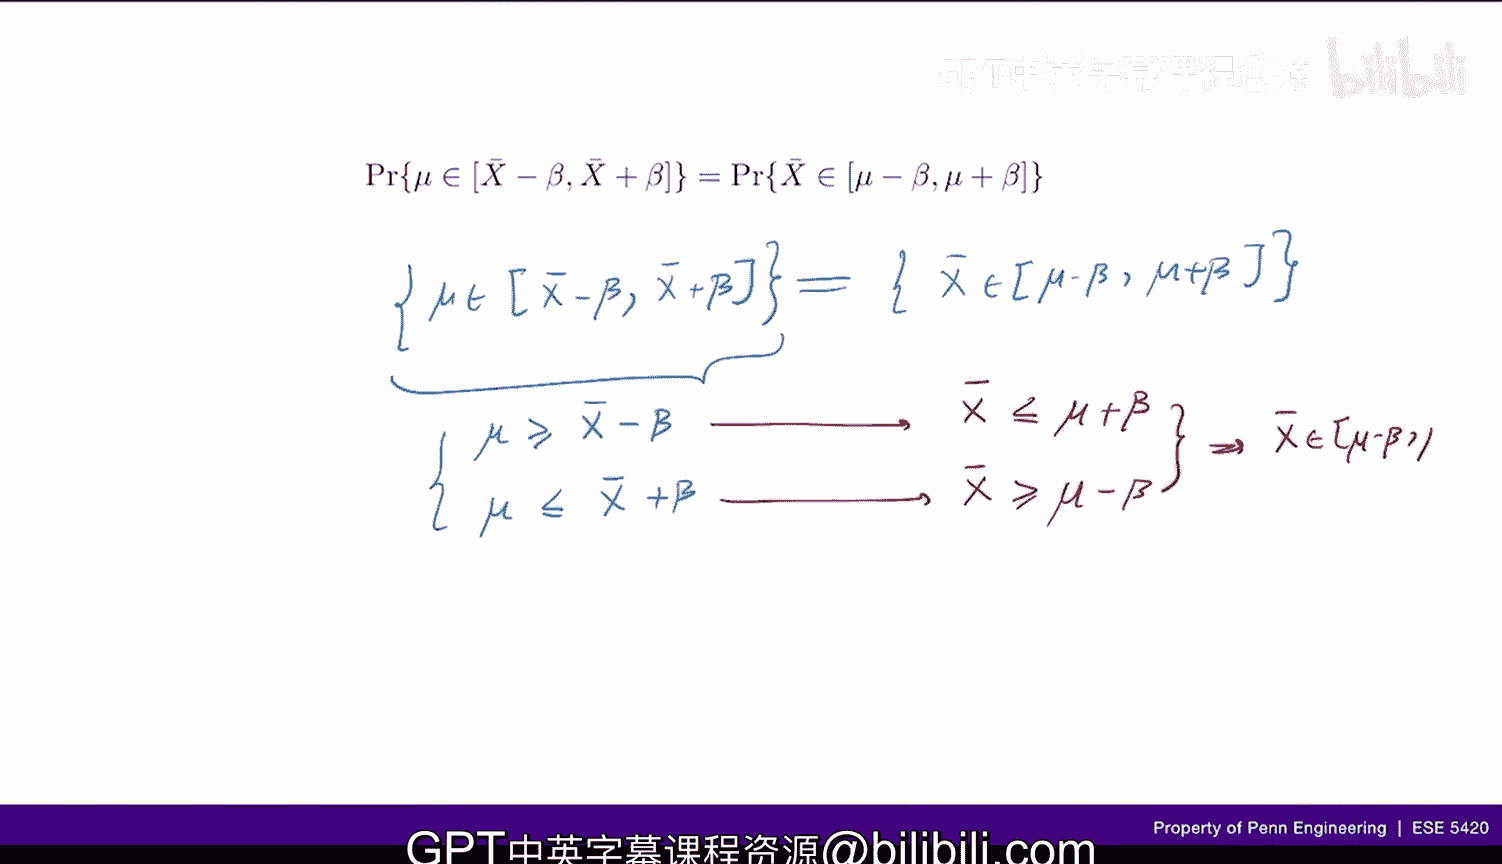 bilibili
Pr{μ ∈ [X̄ − β, X̄ + β]} = Pr{X̄ ∈ [μ − β, μ + β]}
{ μ ∈ [ X̄ − β, X̄ + β ] } = { X̄ ∈ [ μ − β, μ + β ] }
{ μ ⩾ X̄ − β → X̄ ≤ μ + β } ⇒ X̄ ∈ [μ − β, )
μ ≤ X̄ + β → X̄ ⩾ μ − β
Property of Penn Engineering | ESE 5420
GPT中英字幕课程资源@bilibili.com